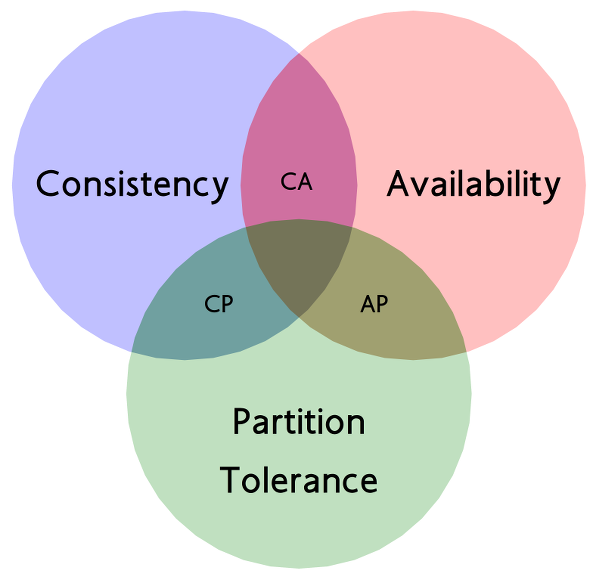 Consistency
CA
Availability
CP
AP
Partition
Tolerance